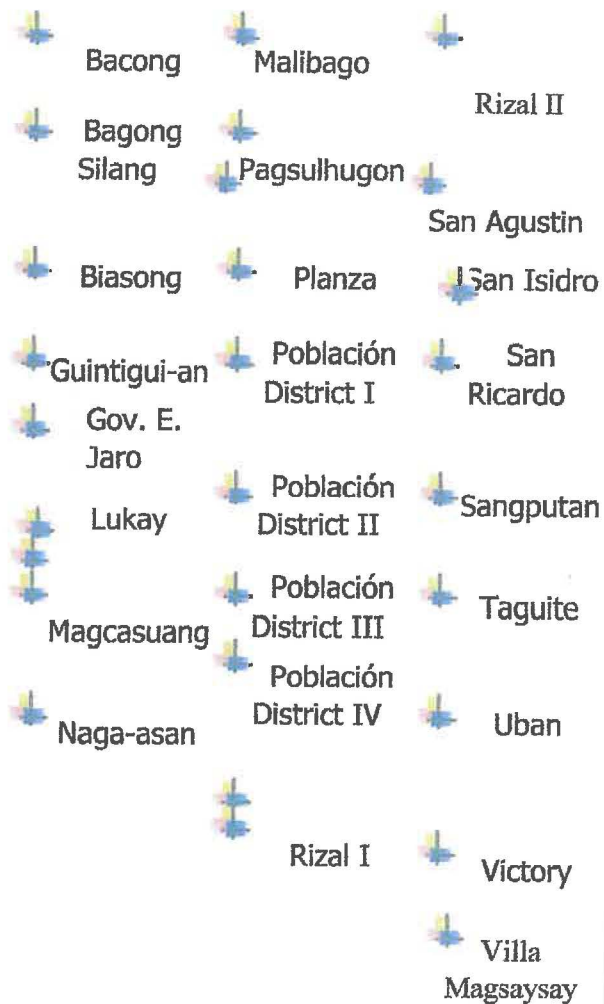 Bacong
Bagong
Silang
Biasong
Guintigui-an
Gov. E.
Jaro
Lukay
Magcasuang
Naga-asan
Malibago
Pagsulhugon
Planza
Población
District I
Población
District II
Población
District III
Población
District IV
Rizal I
Rizal II
San Agustin
San Isidro
San
Ricardo
Sangputan
Taguite
Uban
Victory
Villa
Magsaysay